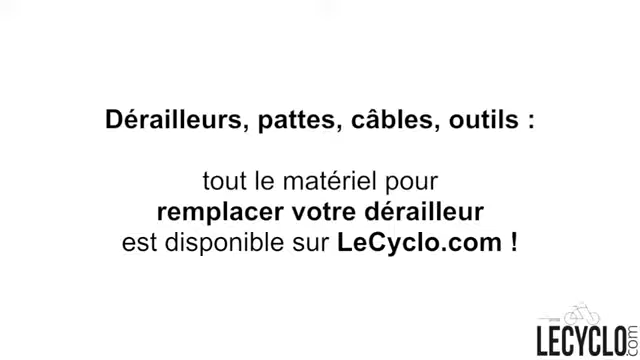 Dérailleurs, pattes, câbles, outils :
tout le matériel pour
remplacer votre dérailleur
est disponible sur LeCyclo.com !
LECYCLO.com